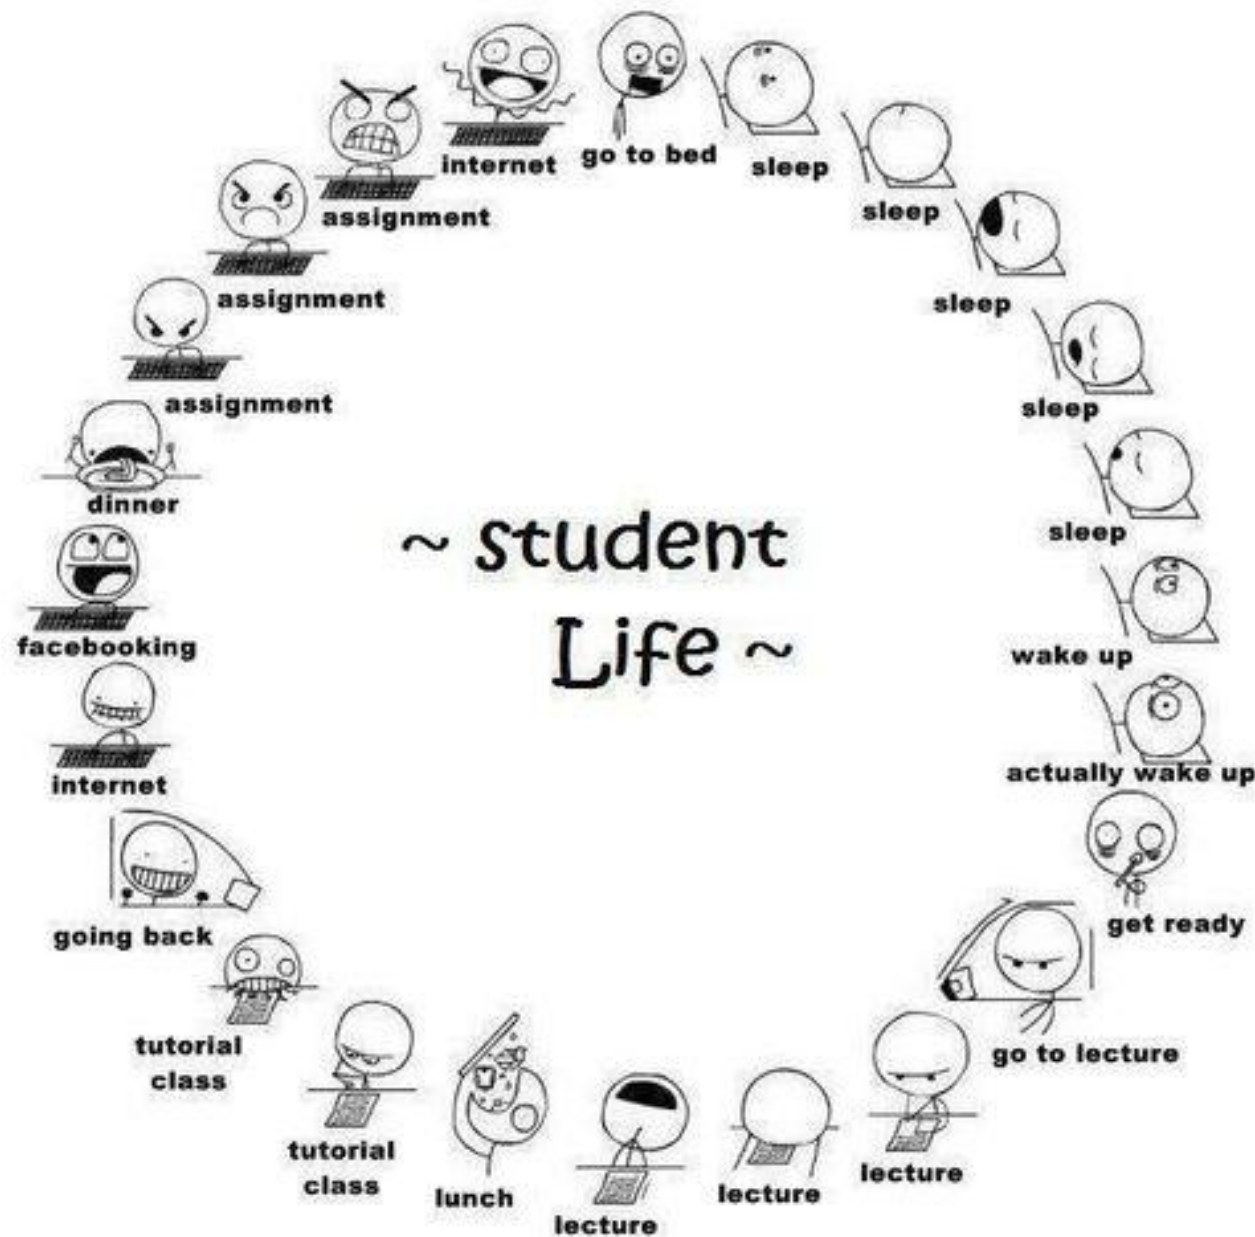 go to bed
sleep
sleep
sleep
sleep
sleep
wake up
actually wake up
get ready
go to lecture
lecture
lecture
lecture
lunch
tutorial
class
tutorial
class
going back
internet
facebooking
dinner
assignment
assignment
assignment
internet
~ student
Life ~